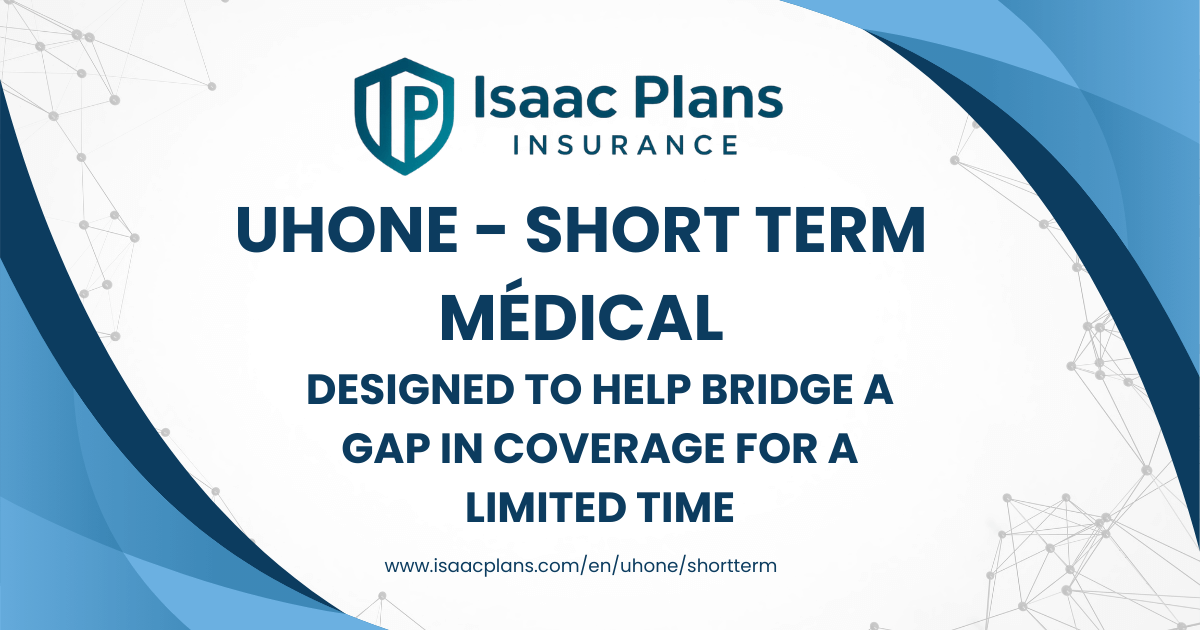 IP
Isaac Plans
INSURANCE
UHONE - SHORT TERM
MÉDICAL
DESIGNED TO HELP BRIDGE A
GAP IN COVERAGE FOR A
LIMITED TIME
www.isaacplans.com/en/uhone/shortterm